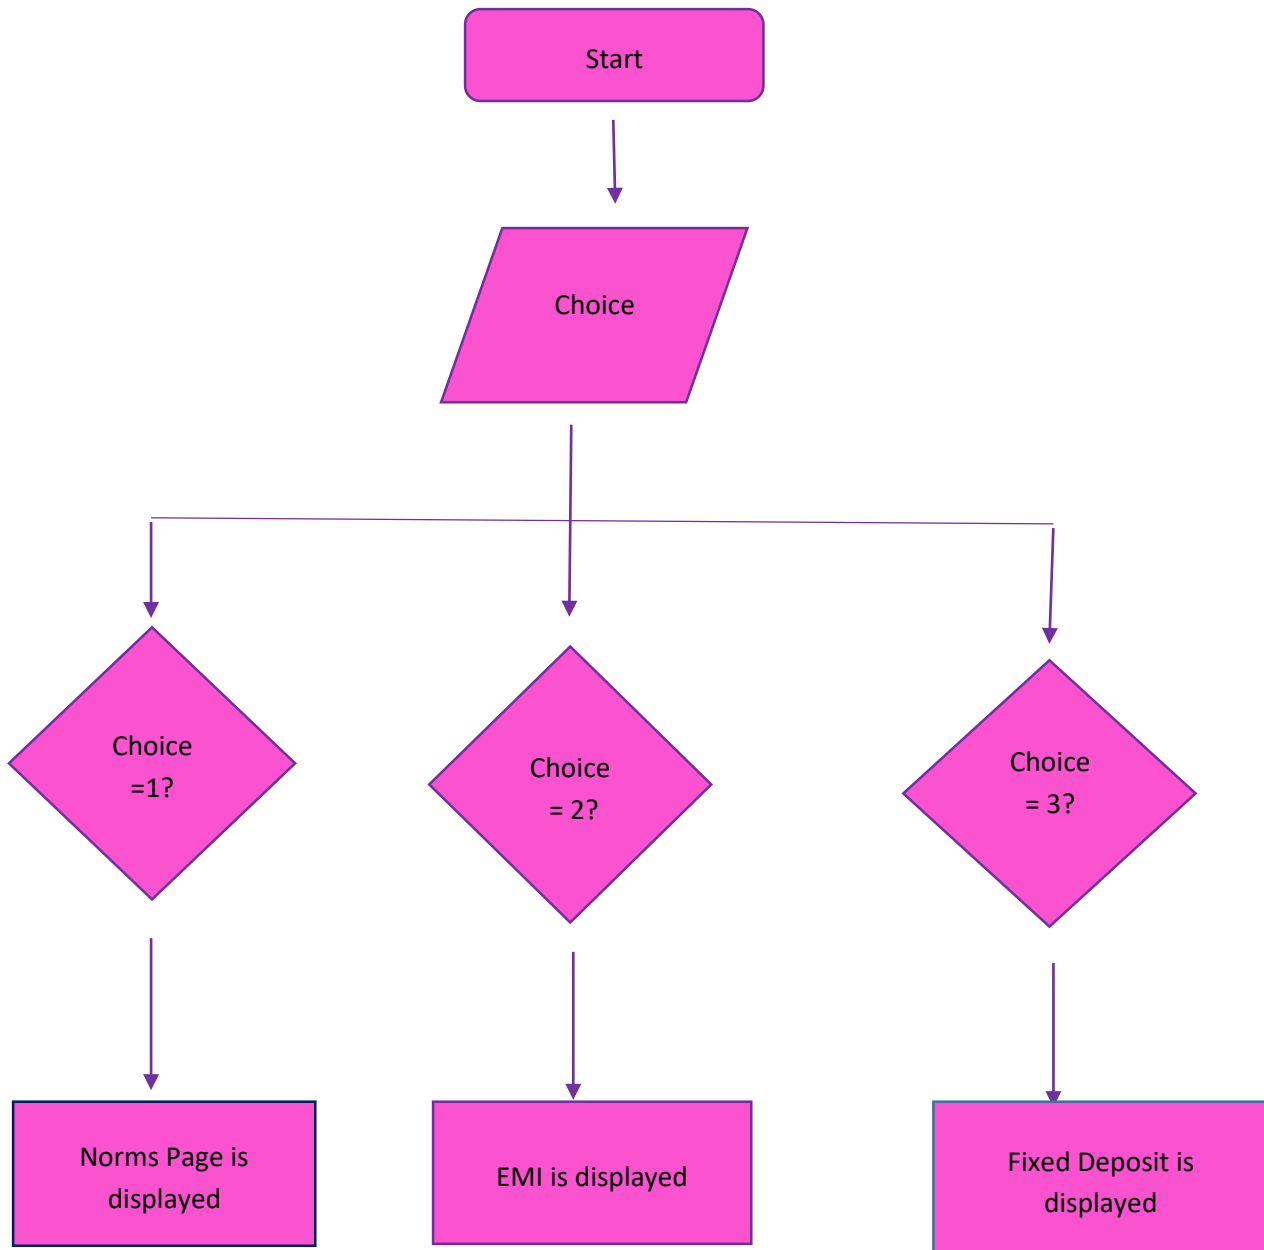 Start
Choice
Choice
=1?
Choice
= 2?
Choice
= 3?
Norms Page is
displayed
EMI is displayed
Fixed Deposit is
displayed